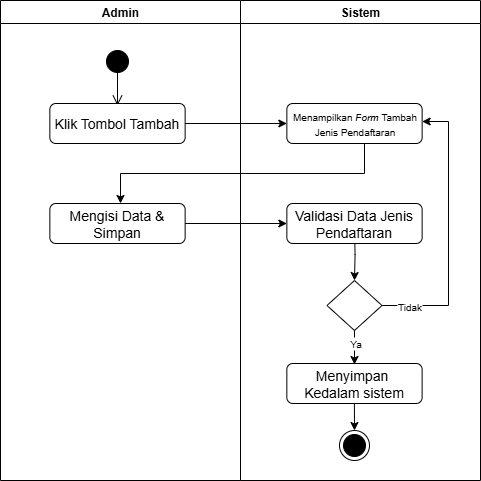 Admin
Sistem
Klik Tombol Tambah
Menampilkan Form Tambah
Jenis Pendaftaran
Mengisi Data &
Simpan
Validasi Data Jenis
Pendaftaran
Tidak
Ya
Menyimpan
Kedalam sistem